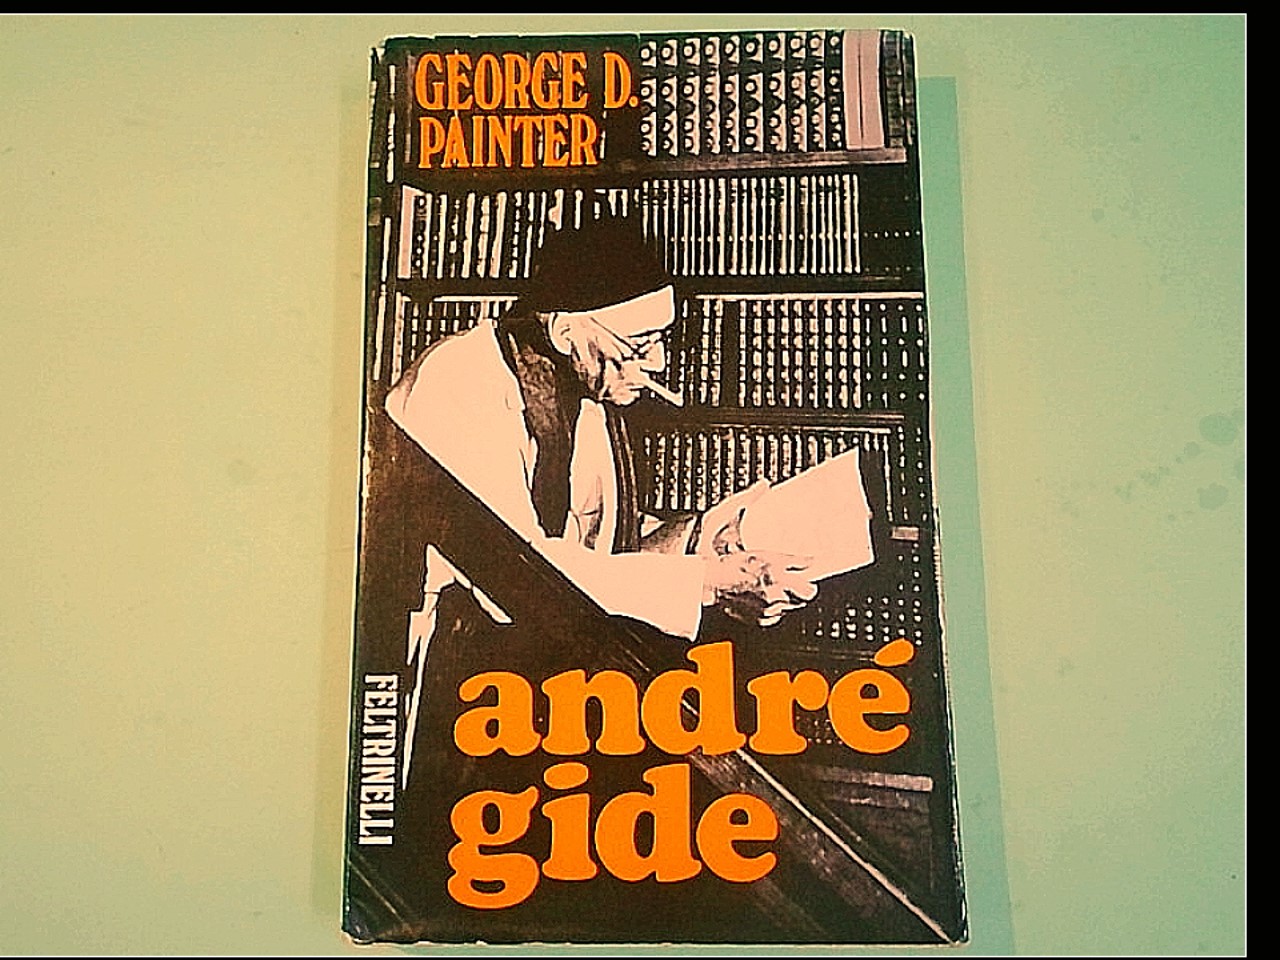 GEORGE D.
PAINTER
andré
gide
FELTRINELLI